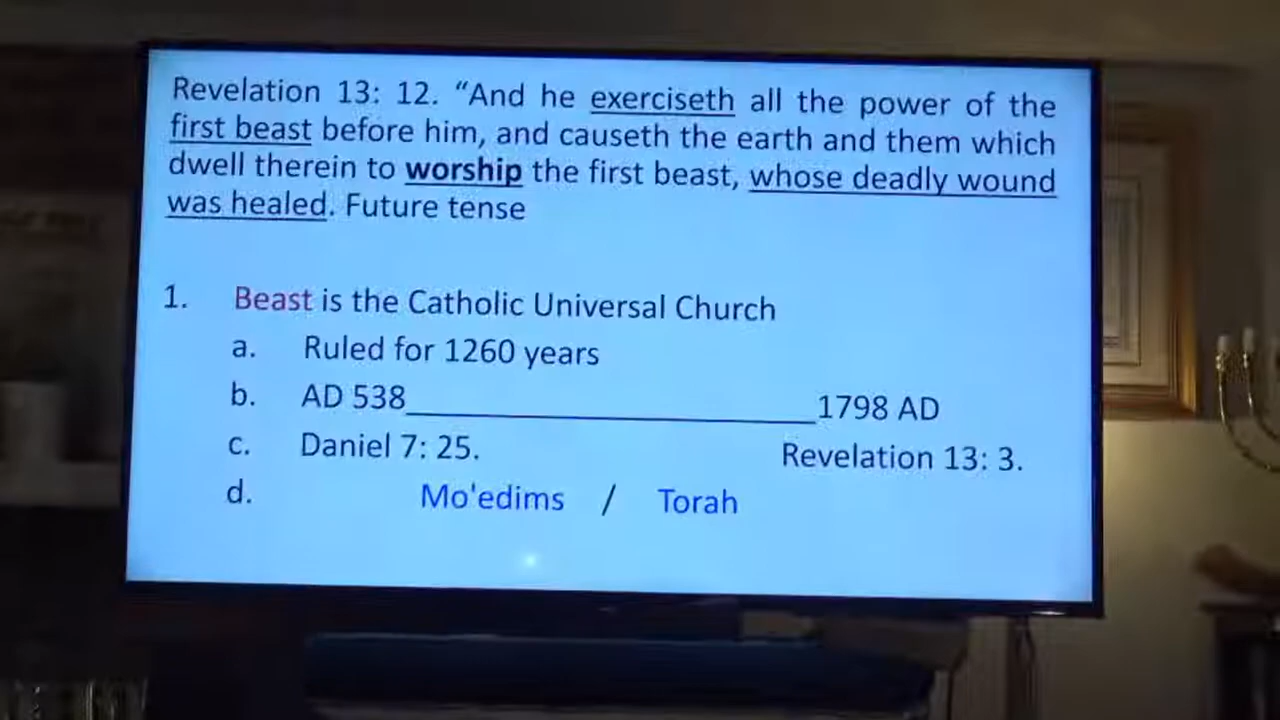 Revelation 13: 12. “And he exerciseth all the power of the
first beast before him, and causeth the earth and them which
dwell therein to worship the first beast, whose deadly wound
was healed. Future tense
1. Beast is the Catholic Universal Church
a. Ruled for 1260 years
b. AD 538____________________1798 AD
c. Daniel 7: 25. Revelation 13: 3.
d. Mo'edims / Torah